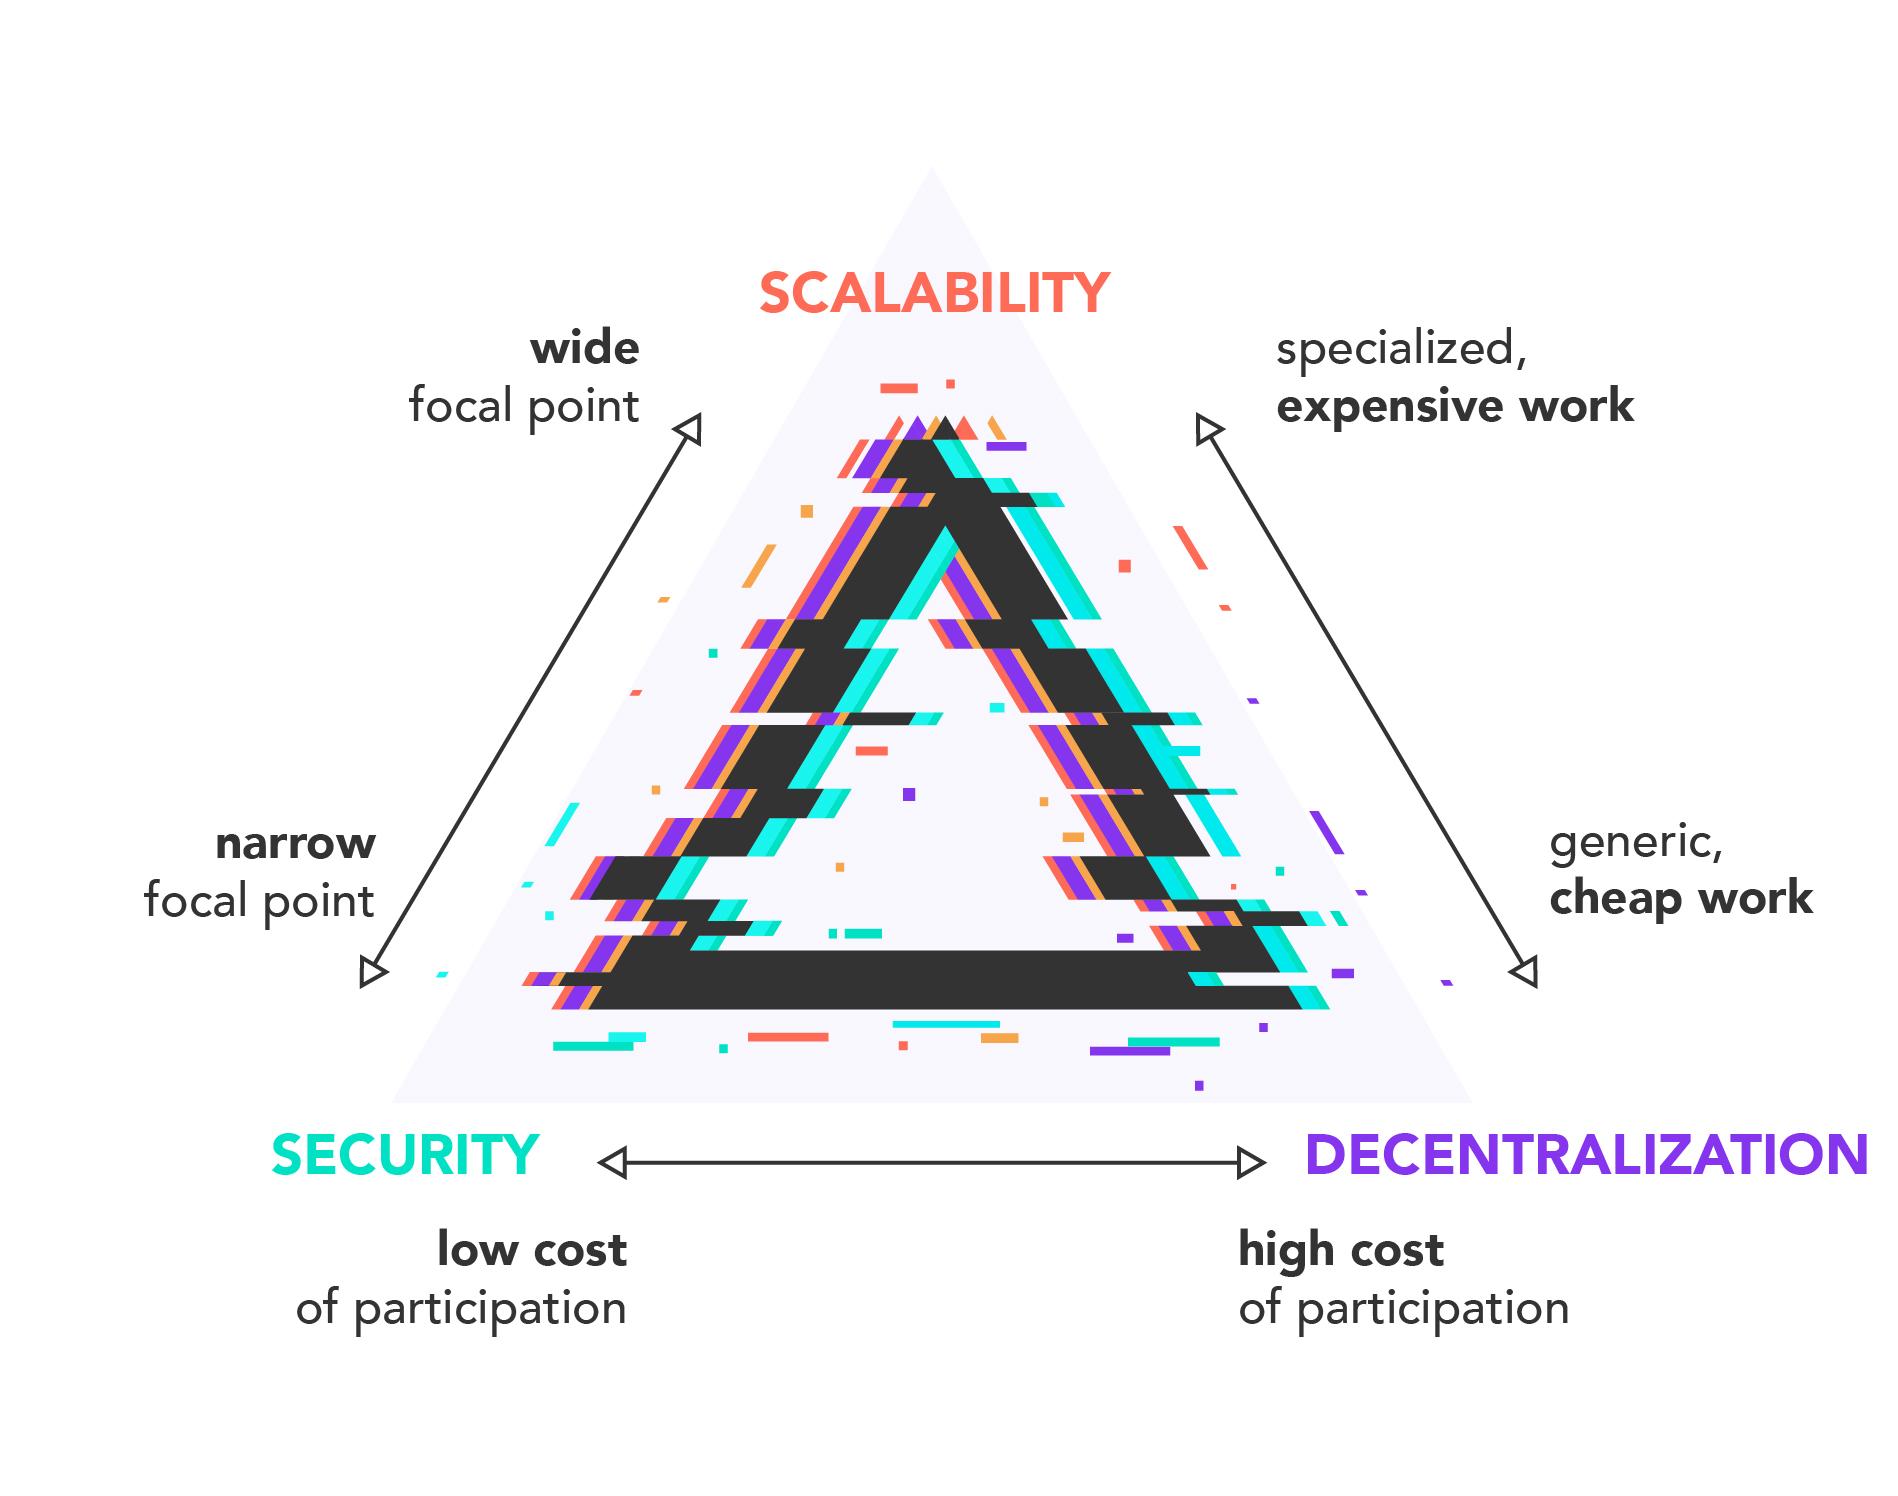 SCALABILITY
wide
focal point
specialized,
expensive work
narrow
focal point
generic,
cheap work
SECURITY
DECENTRALIZATION
low cost
of participation
high cost
of participation